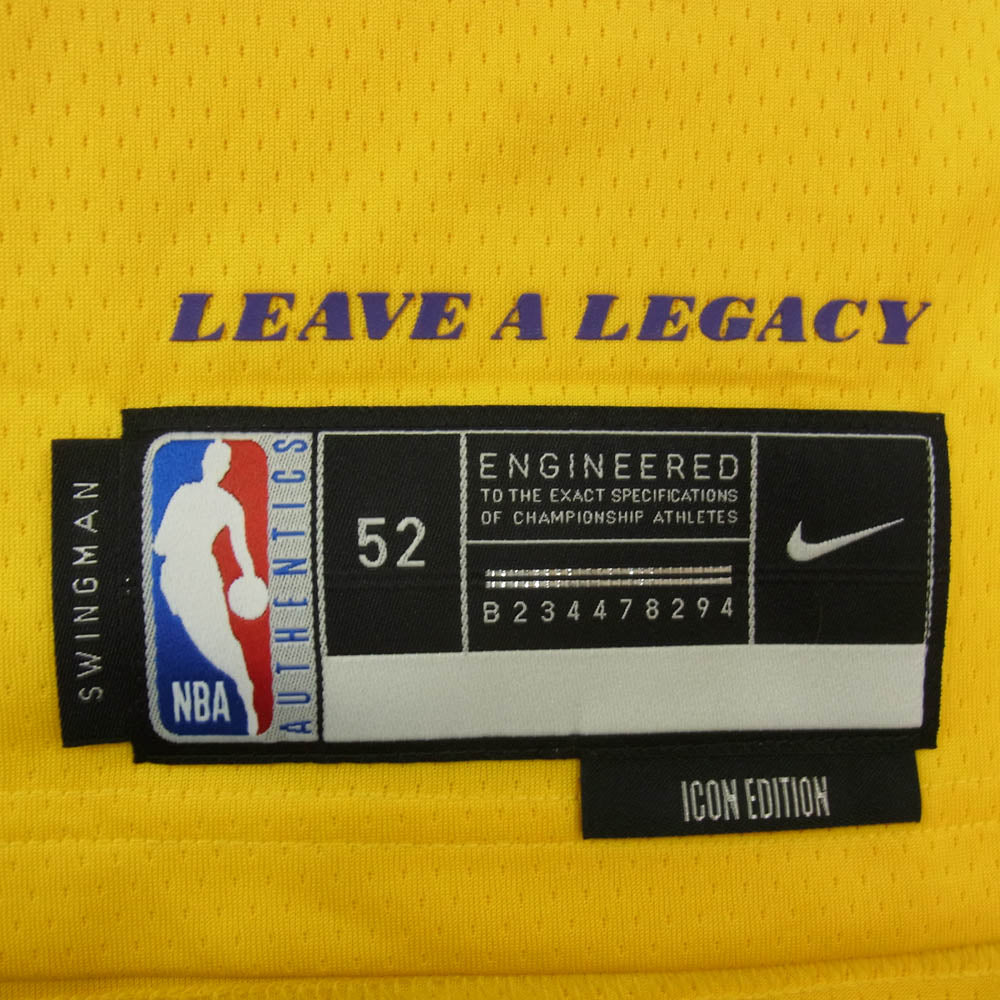 LEAVE A LEGACY
SWINGMAN
NBA
AUTHENTICS
52
ENGINEERED
TO THE EXACT SPECIFICATIONS
OF CHAMPIONSHIP ATHLETES
B234478294
ICON EDITION